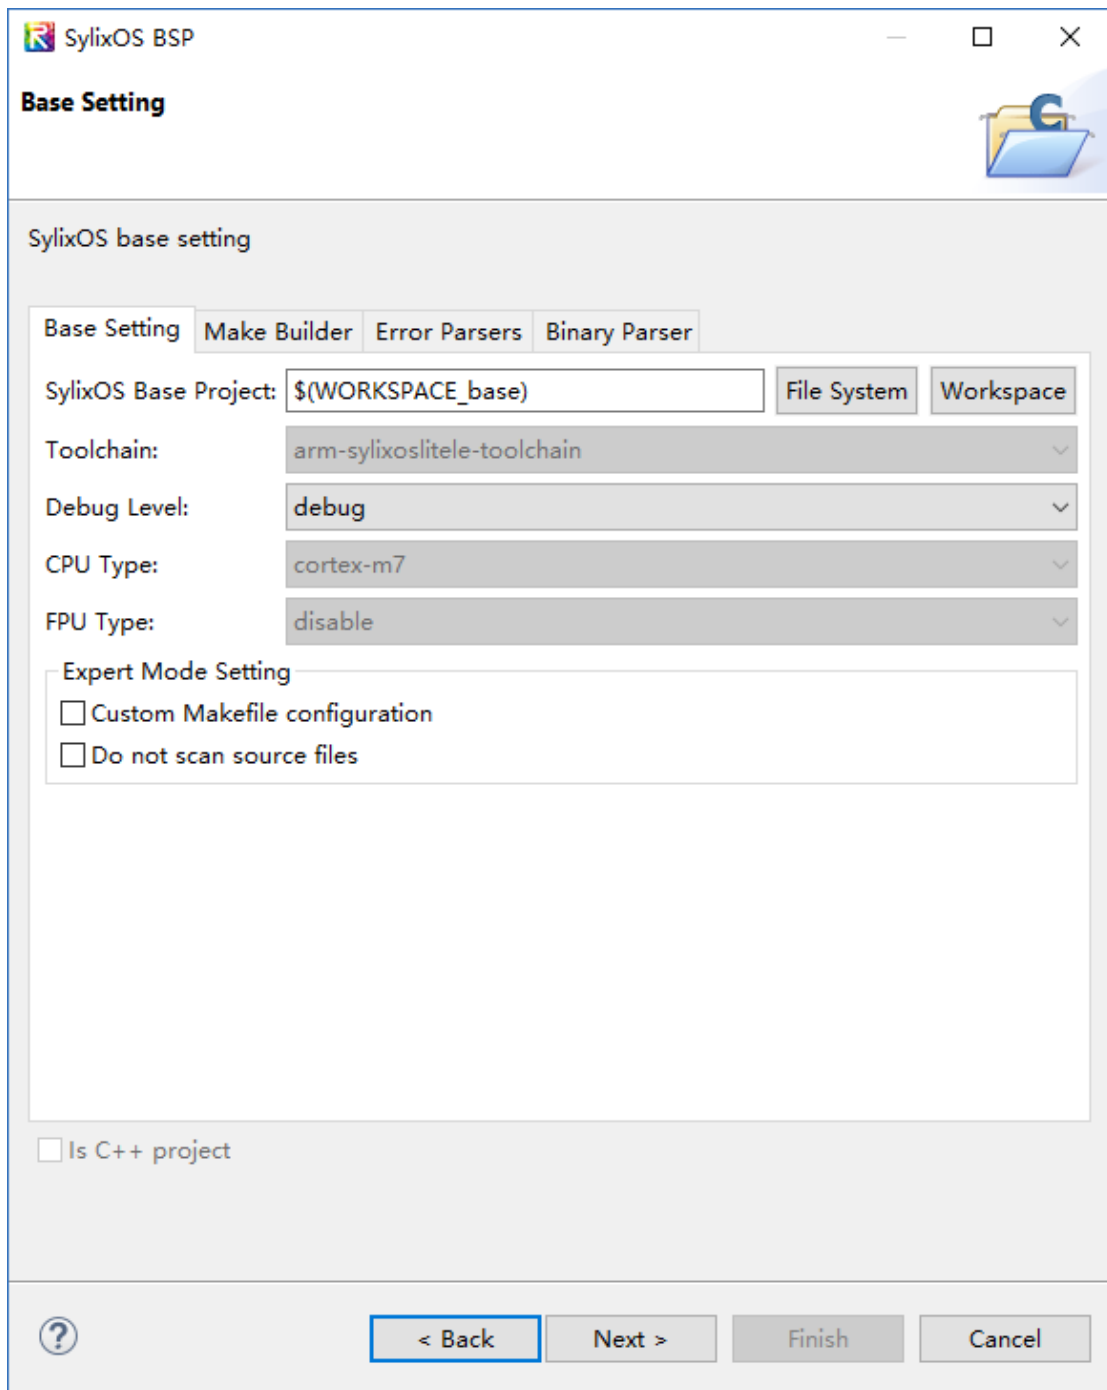 SylixOS BSP
Base Setting
SylixOS base setting
Base Setting Make Builder Error Parsers Binary Parser
SylixOS Base Project: $(WORKSPACE_base) File System Workspace
Toolchain: arm-sylixoslitele-toolchain
Debug Level: debug
CPU Type: cortex-m7
FPU Type: disable
Expert Mode Setting
Custom Makefile configuration
Do not scan source files
Is C++ project
? < Back Next > Finish Cancel